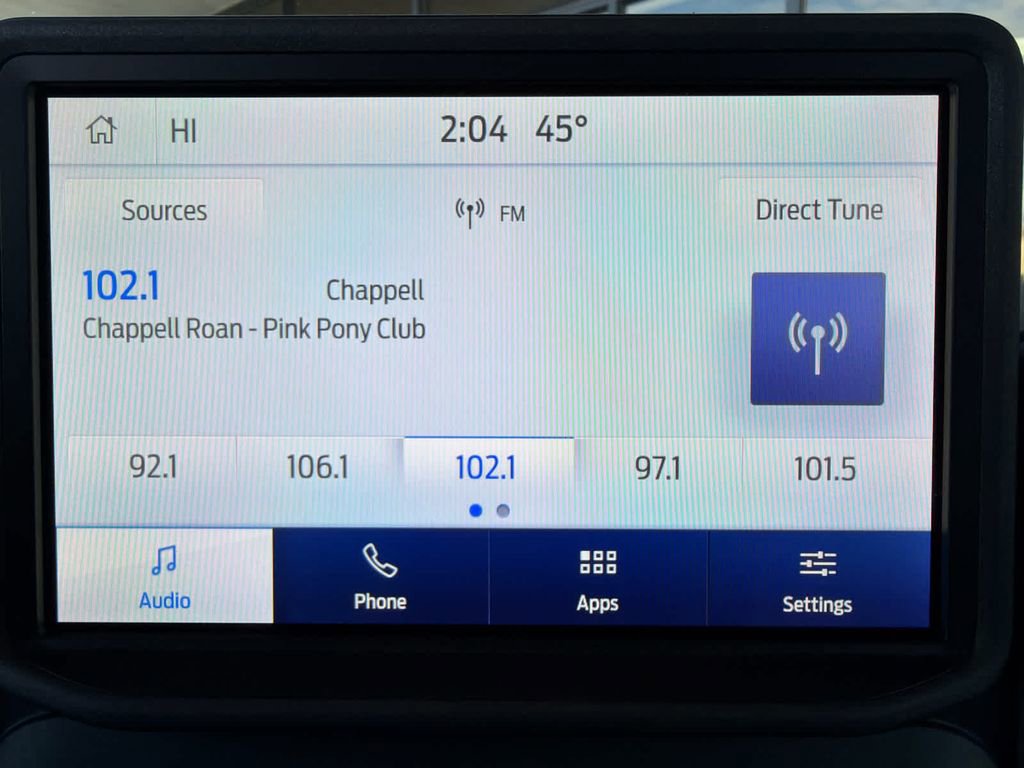 HI 2:04 45°
Sources FM Direct Tune
102.1 Chappell
Chappell Roan - Pink Pony Club
92.1 106.1 102.1 97.1 101.5
Audio Phone Apps Settings